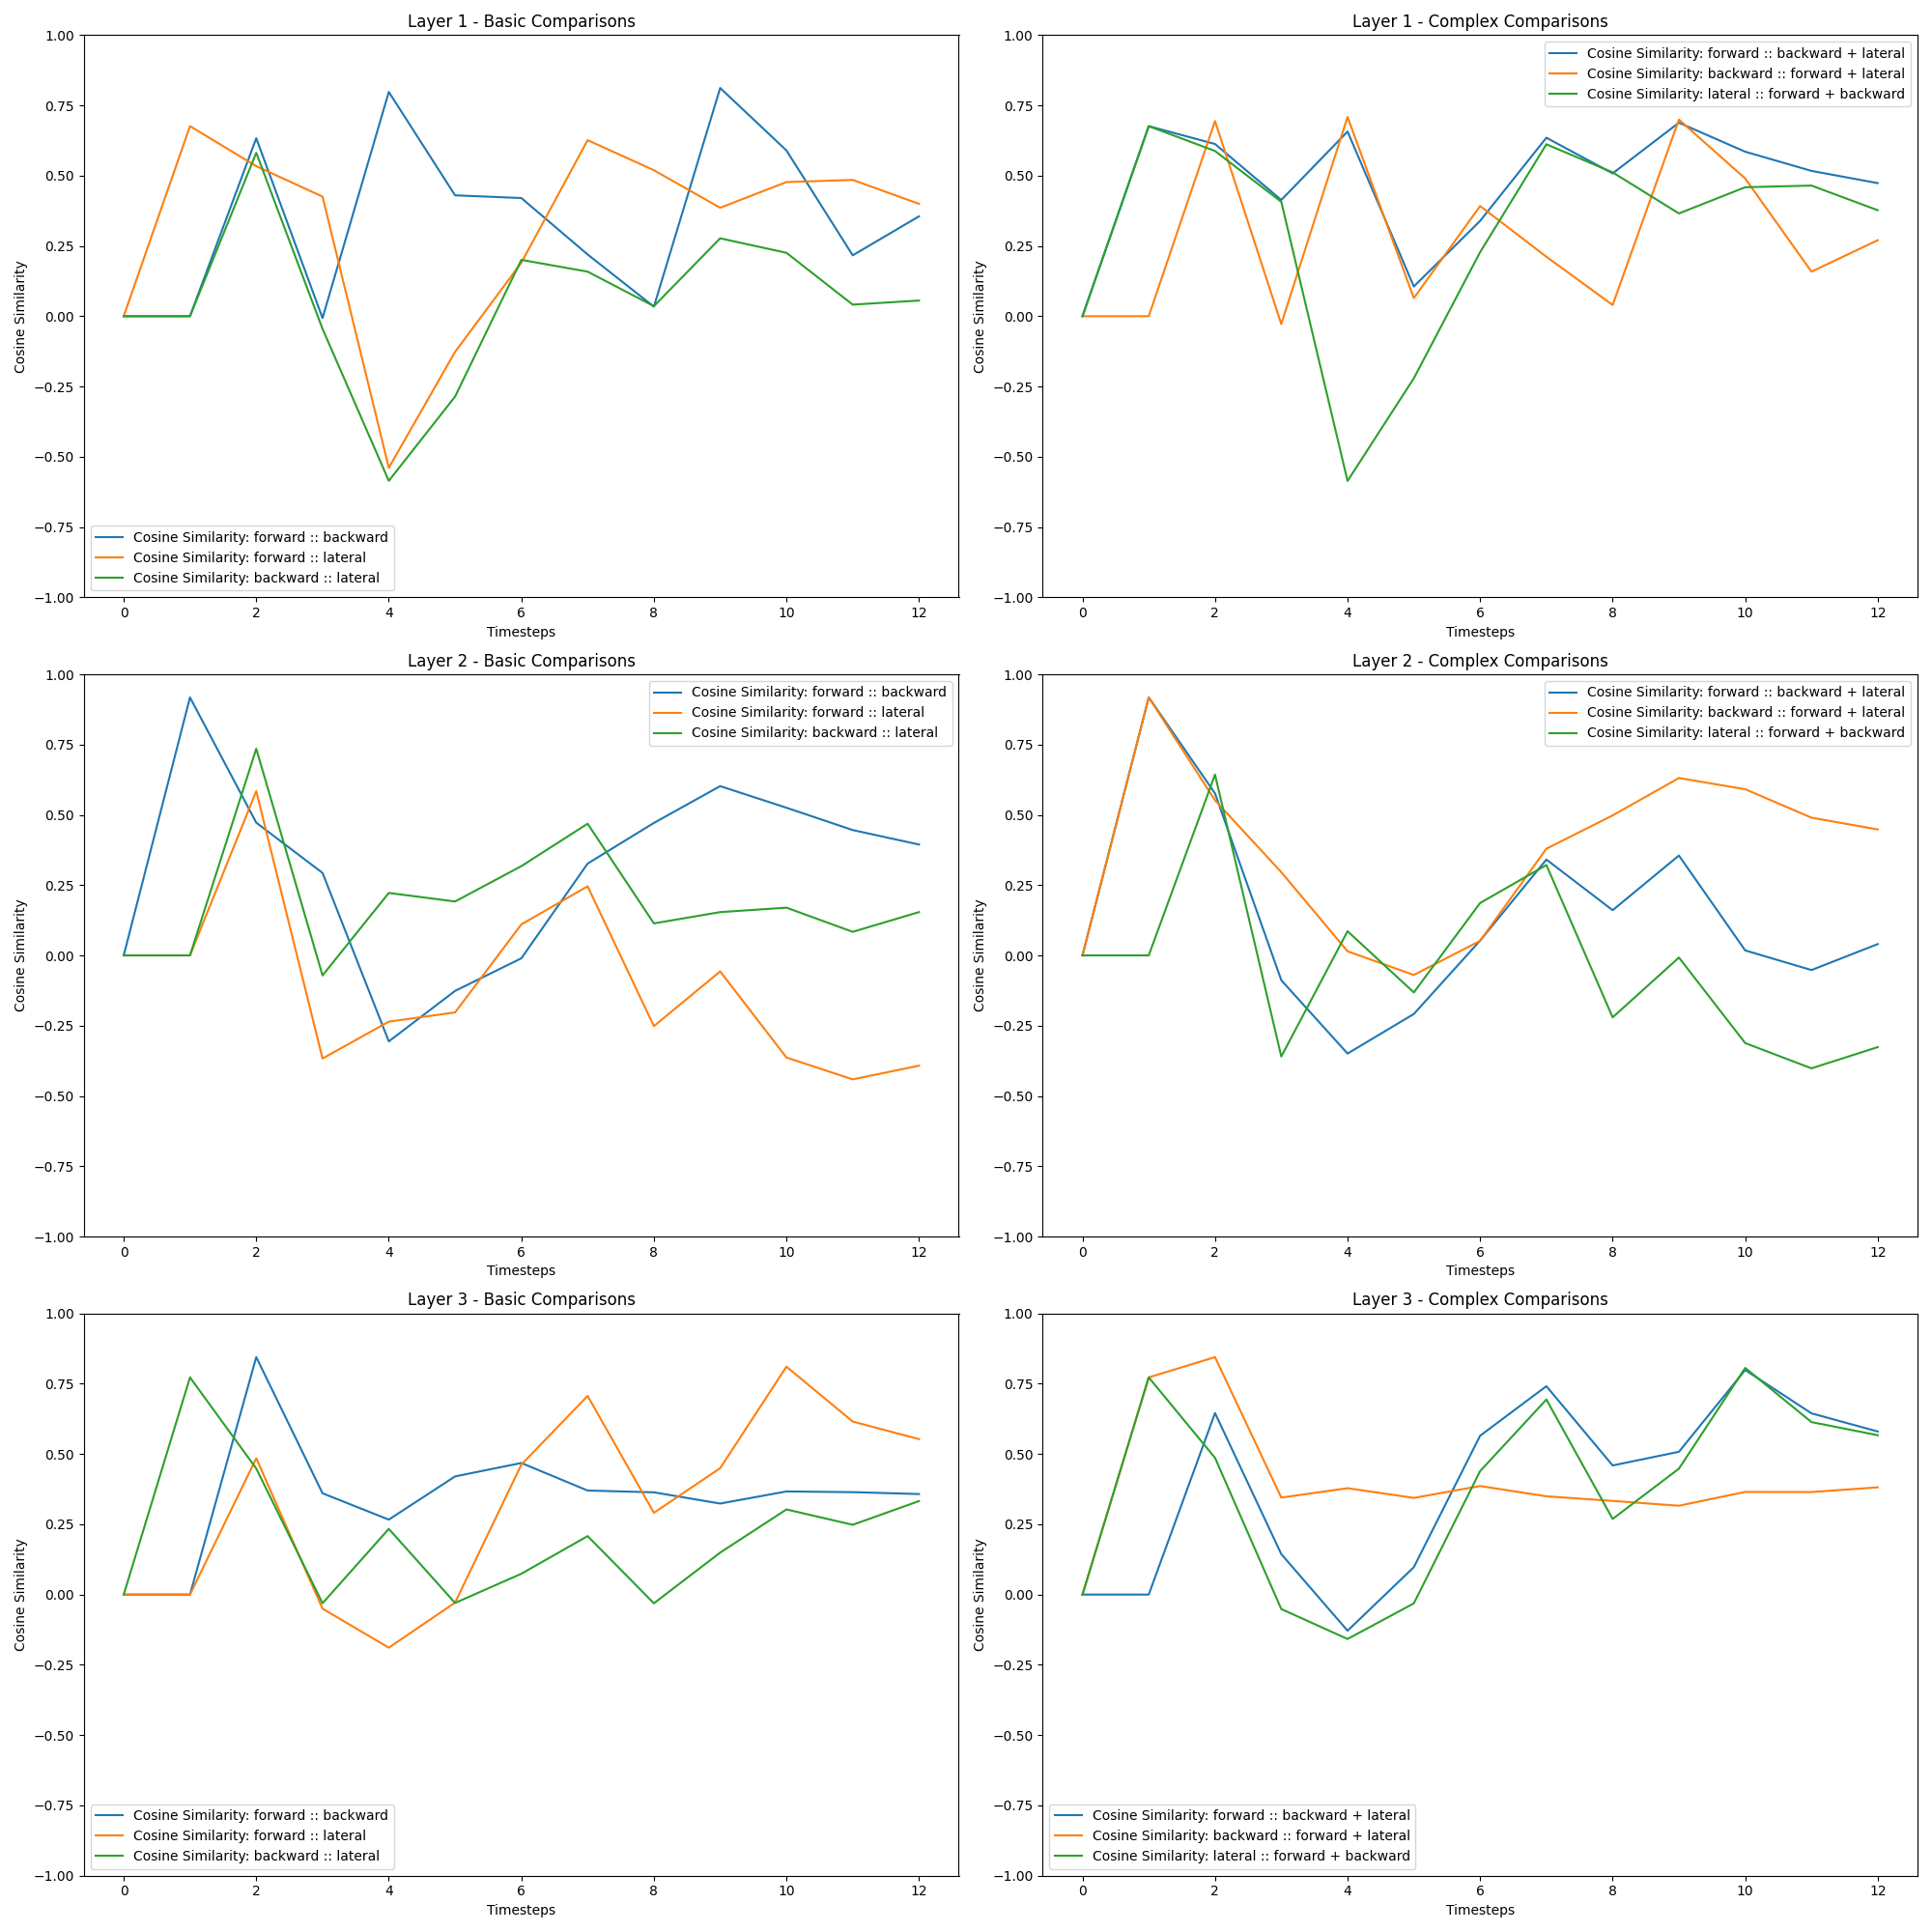 Layer 1 - Basic Comparisons
Cosine Similarity
1.00
0.75
0.50
0.25
0.00
−0.25
−0.50
−0.75
−1.00
Cosine Similarity: forward :: backward
Cosine Similarity: forward :: lateral
Cosine Similarity: backward :: lateral
0 2 4 6 8 10 12
Timesteps
Layer 1 - Complex Comparisons
Cosine Similarity
1.00
0.75
0.50
0.25
0.00
−0.25
−0.50
−0.75
−1.00
Cosine Similarity: forward :: backward + lateral
Cosine Similarity: backward :: forward + lateral
Cosine Similarity: lateral :: forward + backward
0 2 4 6 8 10 12
Timesteps
Layer 2 - Basic Comparisons
Cosine Similarity
1.00
0.75
0.50
0.25
0.00
−0.25
−0.50
−0.75
−1.00
Cosine Similarity: forward :: backward
Cosine Similarity: forward :: lateral
Cosine Similarity: backward :: lateral
0 2 4 6 8 10 12
Timesteps
Layer 2 - Complex Comparisons
Cosine Similarity
1.00
0.75
0.50
0.25
0.00
−0.25
−0.50
−0.75
−1.00
Cosine Similarity: forward :: backward + lateral
Cosine Similarity: backward :: forward + lateral
Cosine Similarity: lateral :: forward + backward
0 2 4 6 8 10 12
Timesteps
Layer 3 - Basic Comparisons
Cosine Similarity
1.00
0.75
0.50
0.25
0.00
−0.25
−0.50
−0.75
−1.00
Cosine Similarity: forward :: backward
Cosine Similarity: forward :: lateral
Cosine Similarity: backward :: lateral
0 2 4 6 8 10 12
Timesteps
Layer 3 - Complex Comparisons
Cosine Similarity
1.00
0.75
0.50
0.25
0.00
−0.25
−0.50
−0.75
−1.00
Cosine Similarity: forward :: backward + lateral
Cosine Similarity: backward :: forward + lateral
Cosine Similarity: lateral :: forward + backward
0 2 4 6 8 10 12
Timesteps